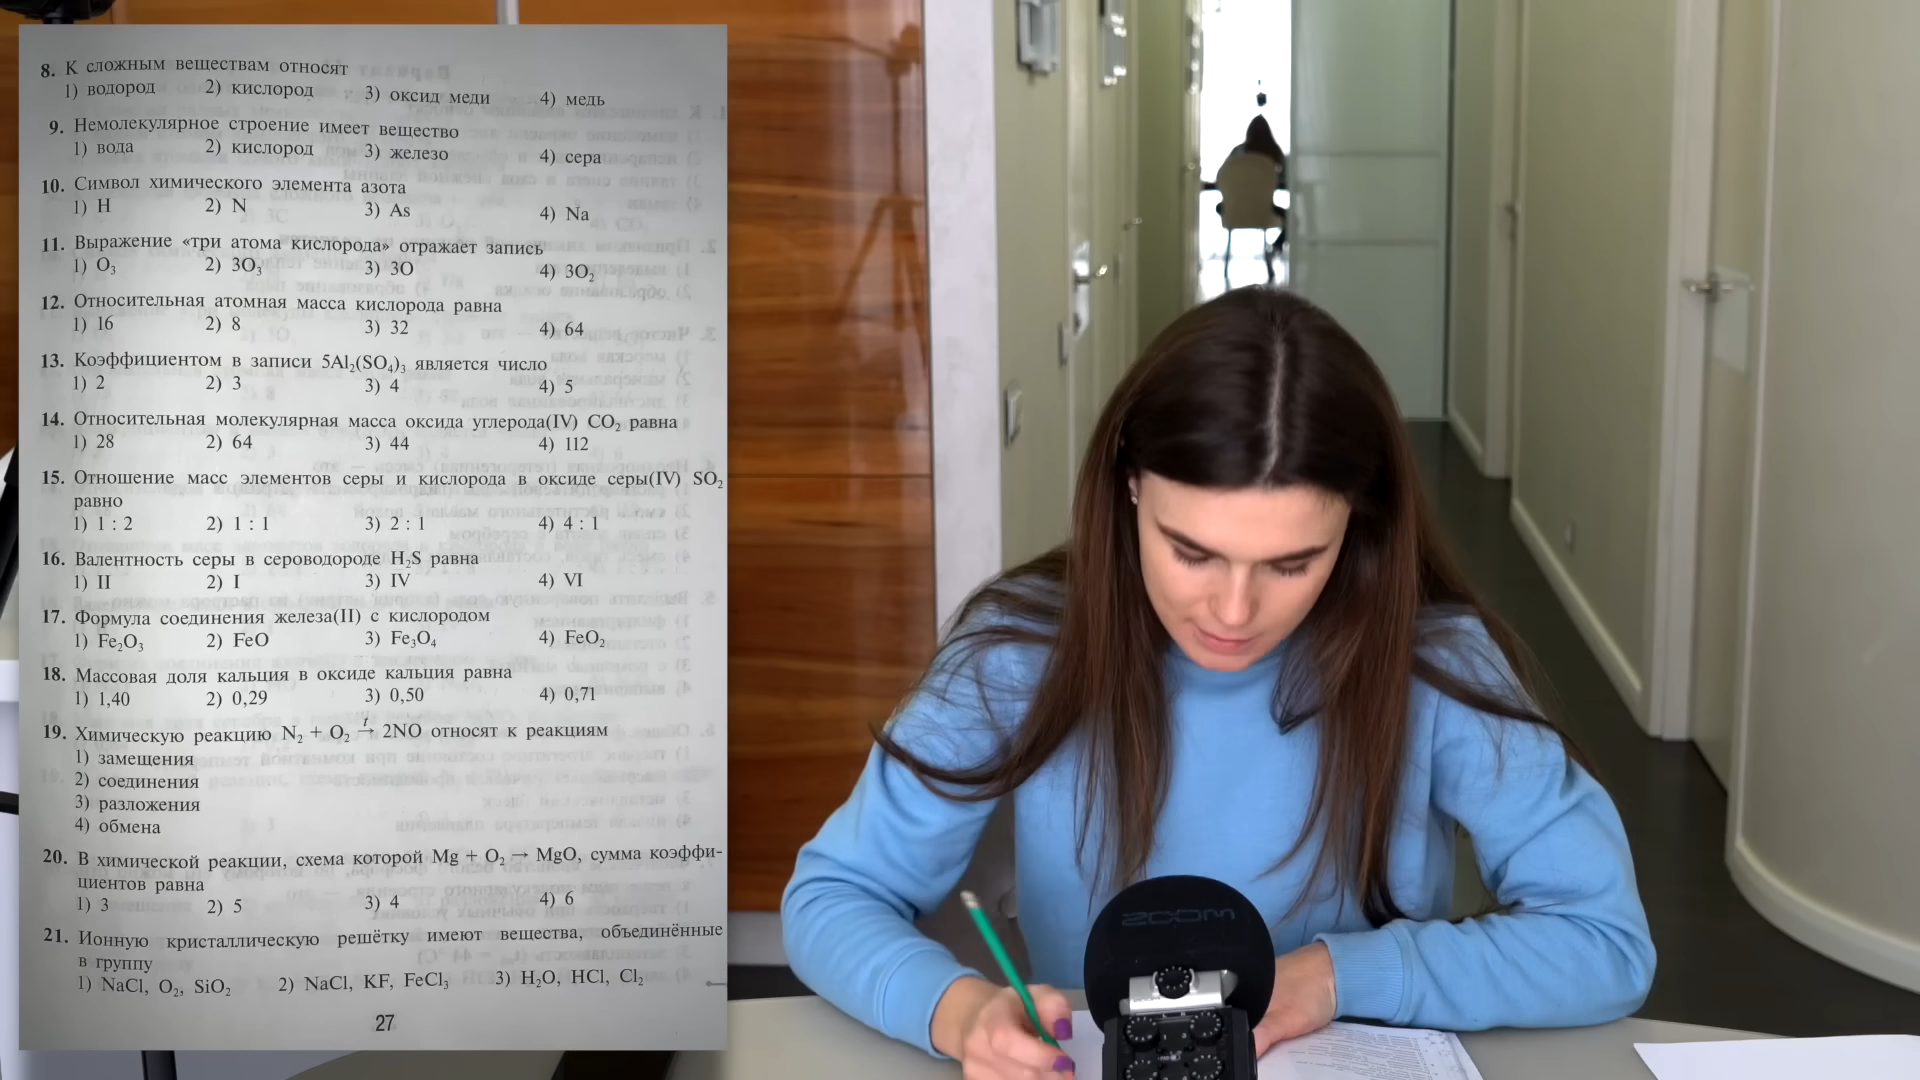 8. К сложным веществам относят
1) водород 2) кислород 3) оксид меди 4) медь
9. Немолекулярное строение имеет вещество
1) вода 2) кислород 3) железо 4) сера
10. Символ химического элемента азота
1) H 2) N 3) As 4) Na
11. Выражение «три атома кислорода» отражает запись
1) O₃ 2) 3O₃ 3) 3O 4) 3O₂
12. Относительная атомная масса кислорода равна
1) 16 2) 8 3) 32 4) 64
13. Коэффициентом в записи 5Al₂(SO₄)₃ является число
1) 2 2) 3 3) 4 4) 5
14. Относительная молекулярная масса оксида углерода(IV) CO₂ равна
1) 28 2) 64 3) 44 4) 112
15. Отношение масс элементов серы и кислорода в оксиде серы(IV) SO₂
равно
1) 1 : 2 2) 1 : 1 3) 2 : 1 4) 4 : 1
16. Валентность серы в сероводороде H₂S равна
1) II 2) I 3) IV 4) VI
17. Формула соединения железа(II) с кислородом
1) Fe₂O₃ 2) FeO 3) Fe₃O₄ 4) FeO₂
18. Массовая доля кальция в оксиде кальция равна
1) 1,40 2) 0,29 3) 0,50 4) 0,71
19. Химическую реакцию N₂ + O₂ →ᵗ 2NO относят к реакциям
1) замещения
2) соединения
3) разложения
4) обмена
20. В химической реакции, схема которой Mg + O₂ → MgO, сумма коэффи-
циентов равна
1) 3 2) 5 3) 4 4) 6
21. Ионную кристаллическую решётку имеют вещества, объединённые
в группу
1) NaCl, O₂, SiO₂ 2) NaCl, KF, FeCl₃ 3) H₂O, HCl, Cl₂
27